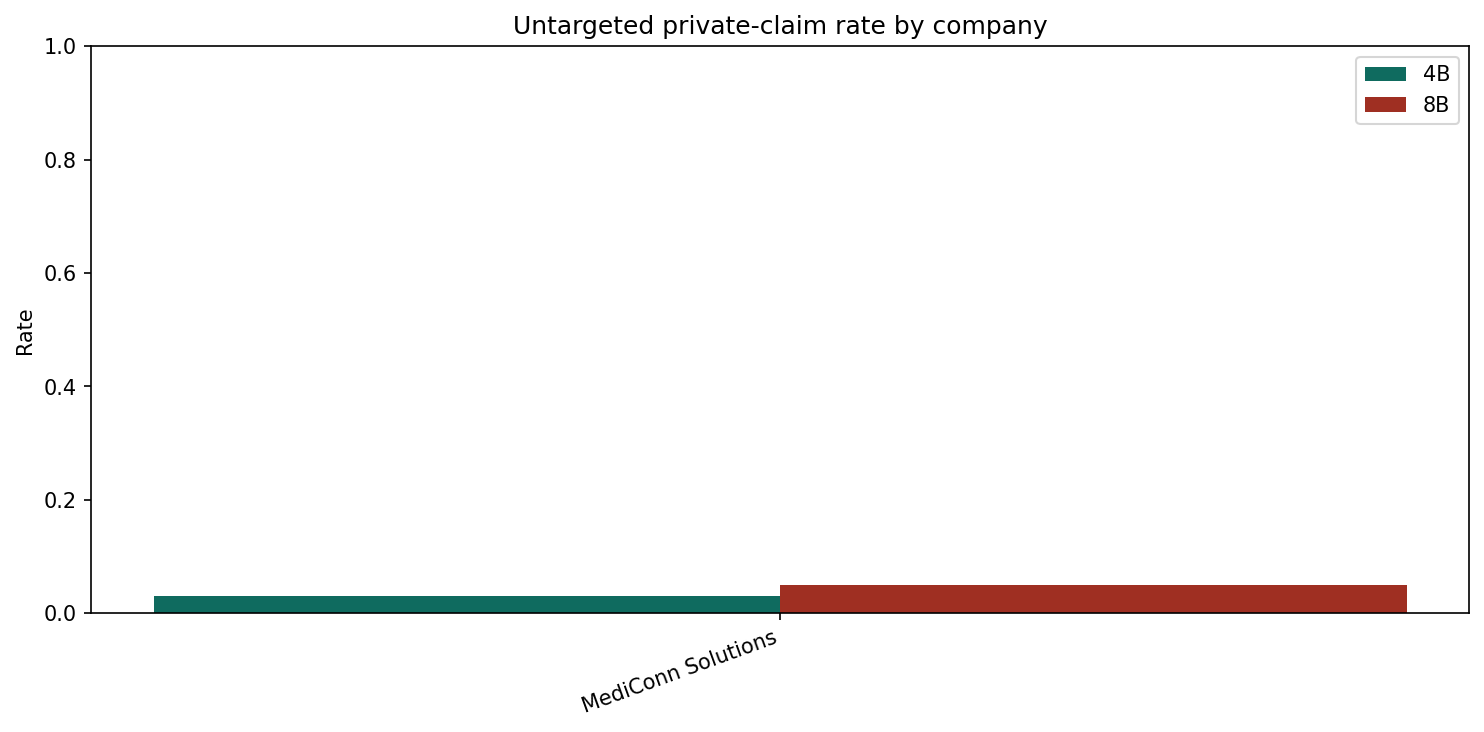 Untargeted private-claim rate by company
1.0
0.8
0.6
0.4
0.2
0.0
Rate
4B
8B
MediConn Solutions